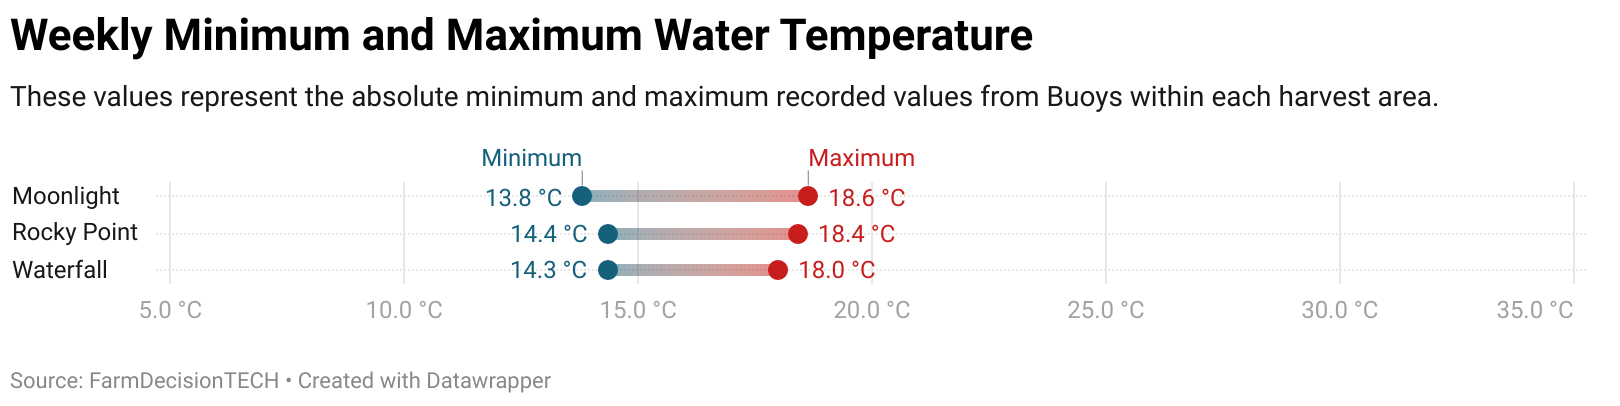 Weekly Minimum and Maximum Water Temperature
These values represent the absolute minimum and maximum recorded values from Buoys within each harvest area.
Minimum Maximum
Moonlight 13.8 °C 18.6 °C
Rocky Point 14.4 °C 18.4 °C
Waterfall 14.3 °C 18.0 °C
5.0 °C 10.0 °C 15.0 °C 20.0 °C 25.0 °C 30.0 °C 35.0 °C
Source: FarmDecisionTECH • Created with Datawrapper